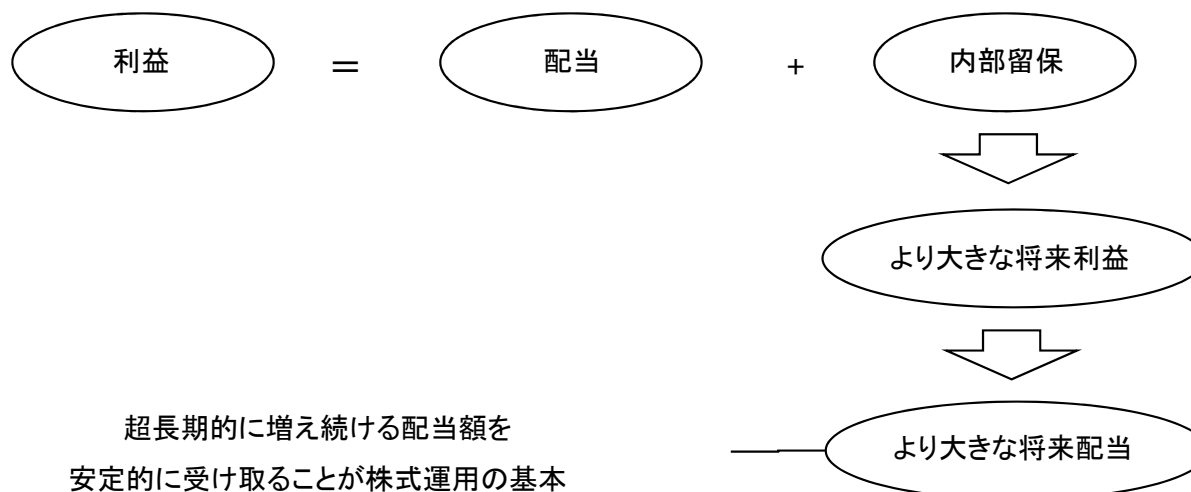 利益 ＝ 配当 + 内部留保
より大きな将来利益
より大きな将来配当
超長期的に増え続ける配当額を
安定的に受け取ることが株式運用の基本